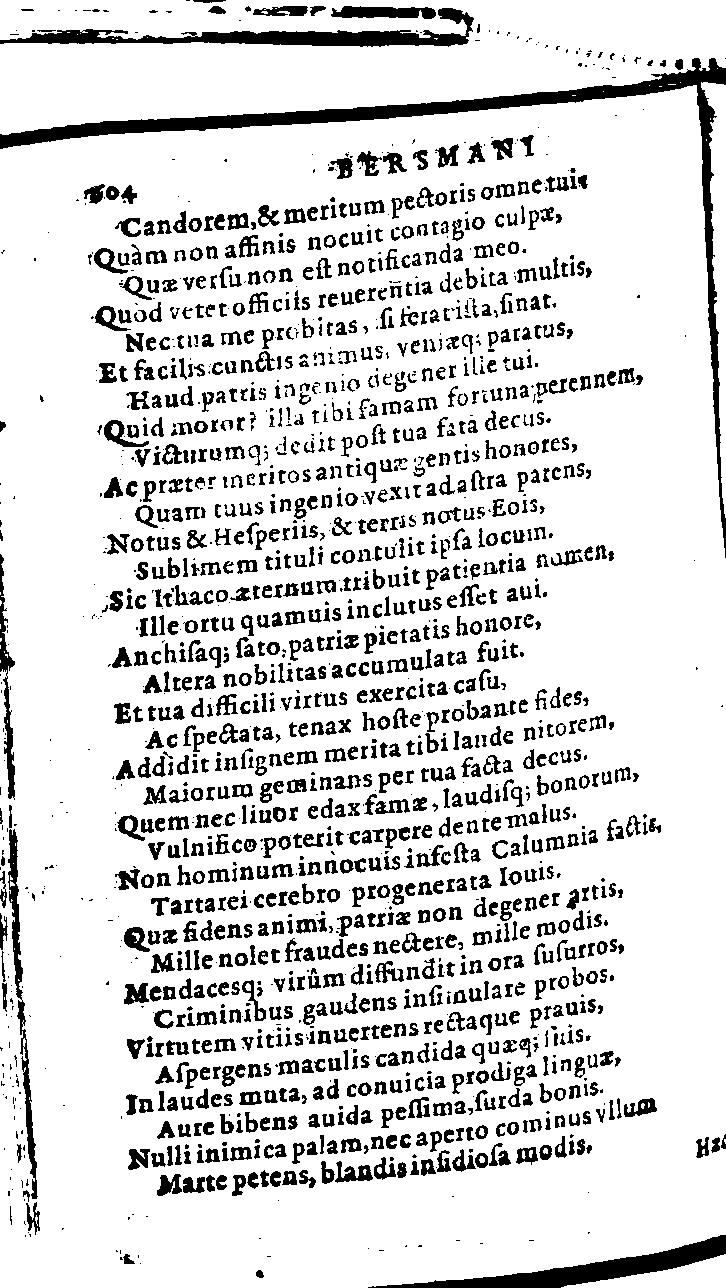 604 BERSMANI
Candorem, & meritum pectoris omne tui:
Quàm non affinis nocuit contagio culpæ,
Quæ versu non est notificanda meo.
Quod vetet officiis reuerentia debita multis,
Nec tua me probitas, si ferat ista, sinat.
Et facilis cunctis animus, veniæq; paratus,
Haud patris ingenio degener ille tui.
Quid moror? illa tibi famam fortuna perennem,
Victurumq; dedit post tua fata decus.
Ac præter meritos antiquæ gentis honores,
Quam tuus ingenio vexit ad astra parens,
Notus & Hesperiis, & terris notus Eois,
Sublimem tituli contulit ipsa locum.
Sic Ithaco æternum tribuit patientia nomen,
Ille ortu quamuis inclutus esset aui.
Anchisaq; sato, patriæ pietatis honore,
Altera nobilitas accumulata fuit.
Et tua difficili virtus exercita casu,
Ac spectata, tenax hoste probante fides,
Addidit insignem merita tibi laude nitorem,
Maiorum geminans per tua facta decus.
Quem nec liuor edax famæ, laudisq; bonorum,
Vulnifico poterit carpere dente malus.
Non hominum innocuis infesta Calumnia factis,
Tartarei cerebro progenerata Iouis.
Quæ fidens animi, patriæ non degener artis,
Mille nolet fraudes nectere, mille modis.
Mendacesq; virûm diffundit in ora susurros,
Criminibus gaudens insimulare probos.
Virtutem vitiis inuertens rectaque prauis,
Aspergens maculis candida quæq; suis.
In laudes muta, ad conuicia prodiga linguæ,
Aure bibens auida pessima, surda bonis.
Nulli inimica palam, nec aperto cominus vllum
Marte petens, blandis insidiosa modis.